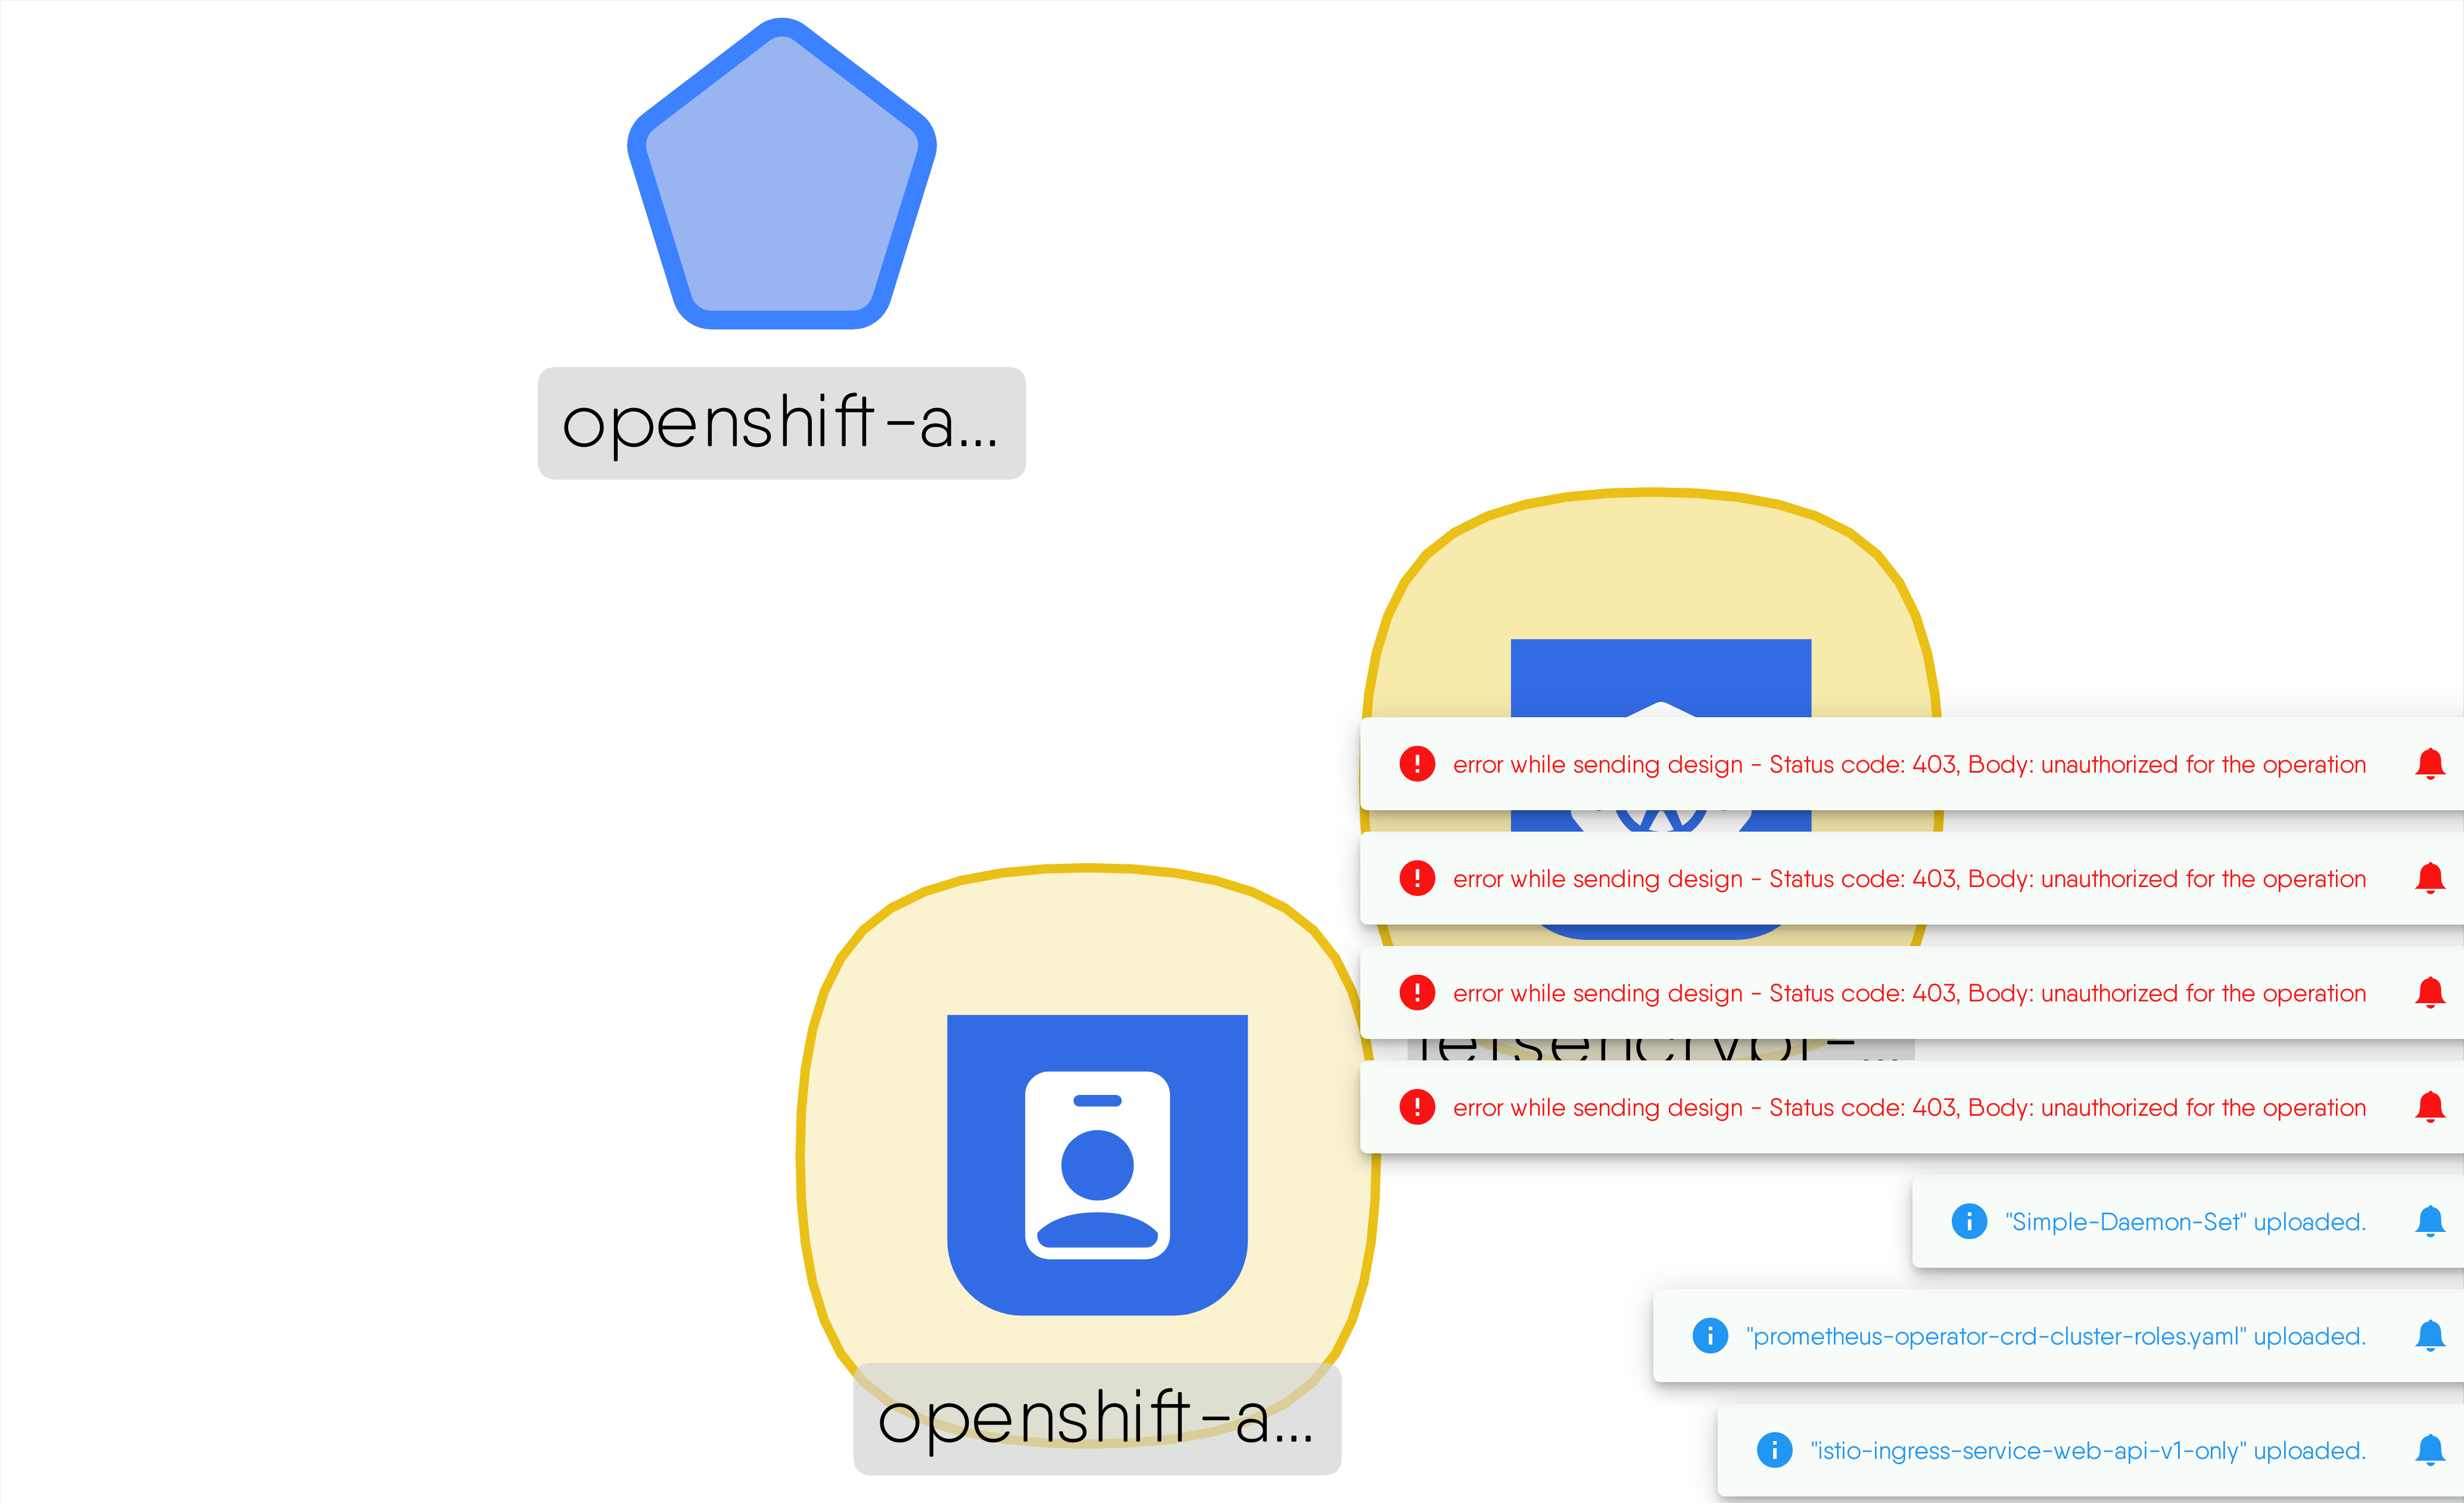 openshift-a...
error while sending design - Status code: 403, Body: unauthorized for the operation
error while sending design - Status code: 403, Body: unauthorized for the operation
error while sending design - Status code: 403, Body: unauthorized for the operation
letsencrypt-...
error while sending design - Status code: 403, Body: unauthorized for the operation
"Simple-Daemon-Set" uploaded.
"prometheus-operator-crd-cluster-roles.yaml" uploaded.
openshift-a...
"istio-ingress-service-web-api-v1-only" uploaded.